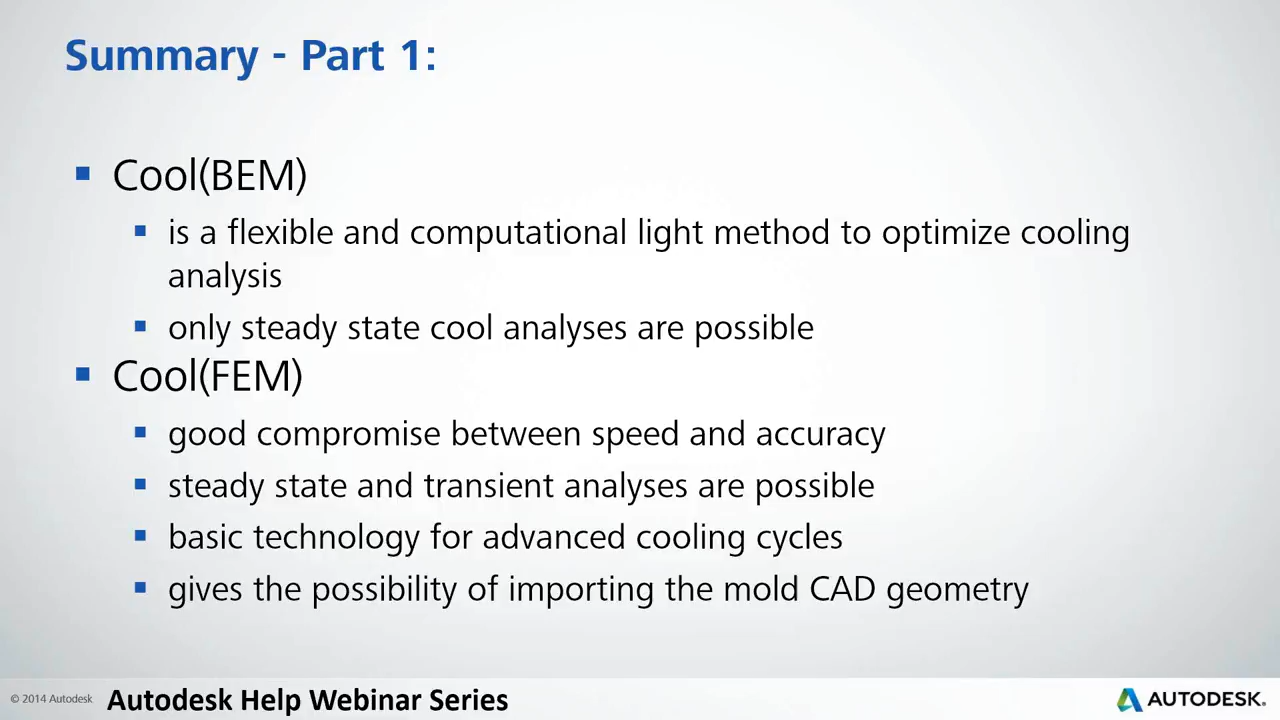 Summary - Part 1:
Cool(BEM)
is a flexible and computational light method to optimize cooling
analysis
only steady state cool analyses are possible
Cool(FEM)
good compromise between speed and accuracy
steady state and transient analyses are possible
basic technology for advanced cooling cycles
gives the possibility of importing the mold CAD geometry
© 2014 Autodesk
Autodesk Help Webinar Series
AUTODESK.